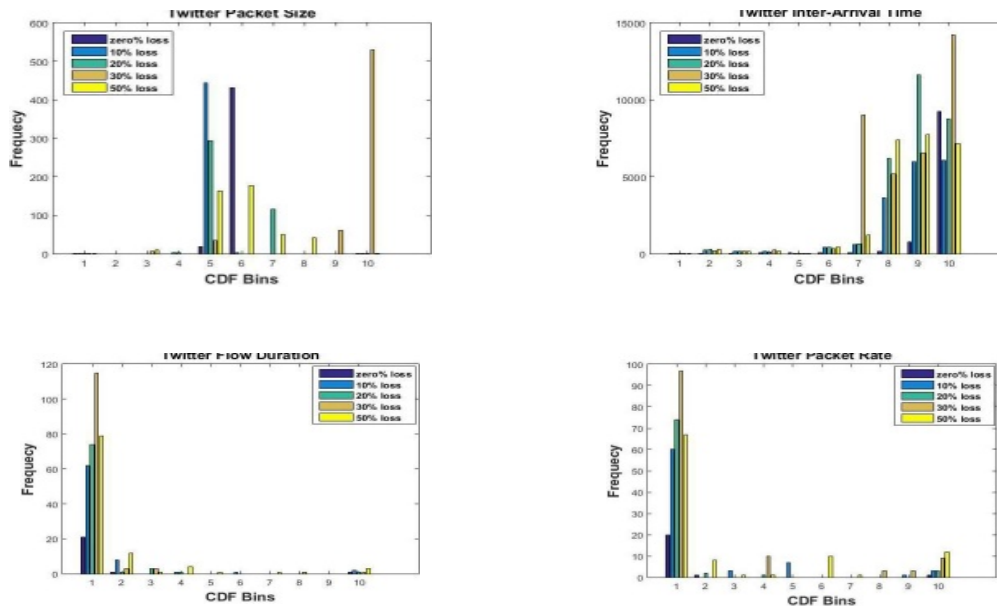 Twitter Packet Size
600
500
400
300
200
100
0
Frequecy
zero% loss
10% loss
20% loss
30% loss
50% loss
1 2 3 4 5 6 7 8 9 10
CDF Bins
Twitter Inter-Arrival Time
15000
10000
5000
0
Frequecy
zero% loss
10% loss
20% loss
30% loss
50% loss
1 2 3 4 5 6 7 8 9 10
CDF Bins
Twitter Flow Duration
120
100
80
60
40
20
0
Frequecy
zero% loss
10% loss
20% loss
30% loss
50% loss
1 2 3 4 5 6 7 8 9 10
CDF Bins
Twitter Packet Rate
100
90
80
70
60
50
40
30
20
10
0
Frequecy
zero% loss
10% loss
20% loss
30% loss
50% loss
1 2 3 4 5 6 7 8 9 10
CDF Bins